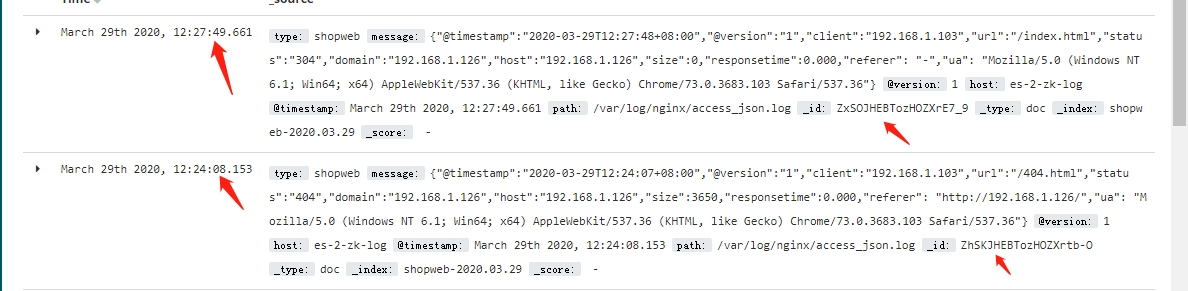 Time _source
March 29th 2020, 12:27:49.661 type: shopweb message: {"@timestamp":"2020-03-29T12:27:48+08:00","@version":"1","client":"192.168.1.103","url":"/index.html","statu
s":"304","domain":"192.168.1.126","host":"192.168.1.126","size":0,"responsetime":0.000,"referer": "-","ua": "Mozilla/5.0 (Windows NT
6.1; Win64; x64) AppleWebKit/537.36 (KHTML, like Gecko) Chrome/73.0.3683.103 Safari/537.36"} @version: 1 host: es-2-zk-log
@timestamp: March 29th 2020, 12:27:49.661 path: /var/log/nginx/access_json.log _id: ZxSOJHEBTozHOZXrE7_9 _type: doc _index: shopw
eb-2020.03.29 _score: -
March 29th 2020, 12:24:08.153 type: shopweb message: {"@timestamp":"2020-03-29T12:24:07+08:00","@version":"1","client":"192.168.1.103","url":"/404.html","statu
s":"404","domain":"192.168.1.126","host":"192.168.1.126","size":3650,"responsetime":0.000,"referer": "http://192.168.1.126/","ua": "M
ozilla/5.0 (Windows NT 6.1; Win64; x64) AppleWebKit/537.36 (KHTML, like Gecko) Chrome/73.0.3683.103 Safari/537.36"} @version: 1
host: es-2-zk-log @timestamp: March 29th 2020, 12:24:08.153 path: /var/log/nginx/access_json.log _id: ZhSKJHEBTozHOZXrtb-O
_type: doc _index: shopweb-2020.03.29 _score: -